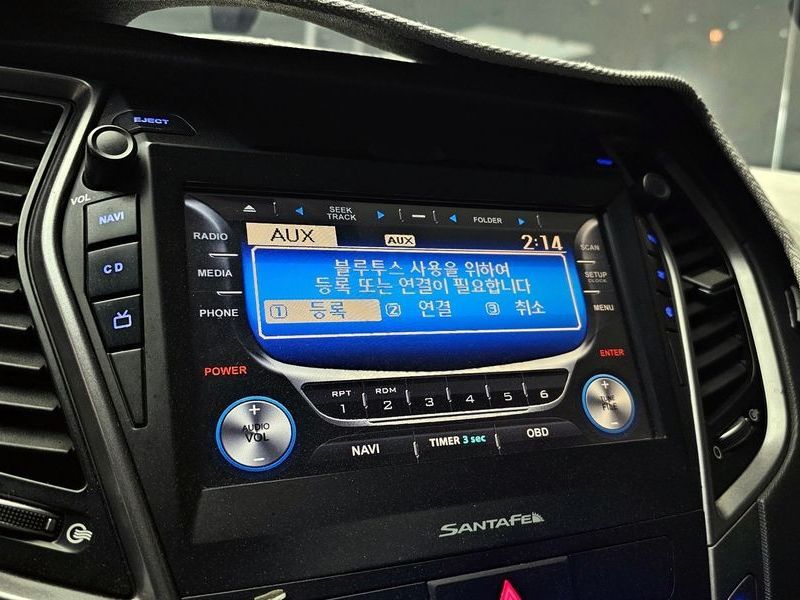 EJECT
VOL
NAVI
CD
SEEK
TRACK
FOLDER
RADIO
MEDIA
PHONE
AUX
AUX
2:14
SCAN
SETUP
CLOCK
MENU
블루투스 사용을 위하여
등록 또는 연결이 필요합니다
① 등록 ② 연결 ③ 취소
POWER
ENTER
RPT
1
RDM
2
3
4
5
6
AUDIO
VOL
TUNE
FILE
NAVI
TIMER 3 sec
OBD
SANTAFE